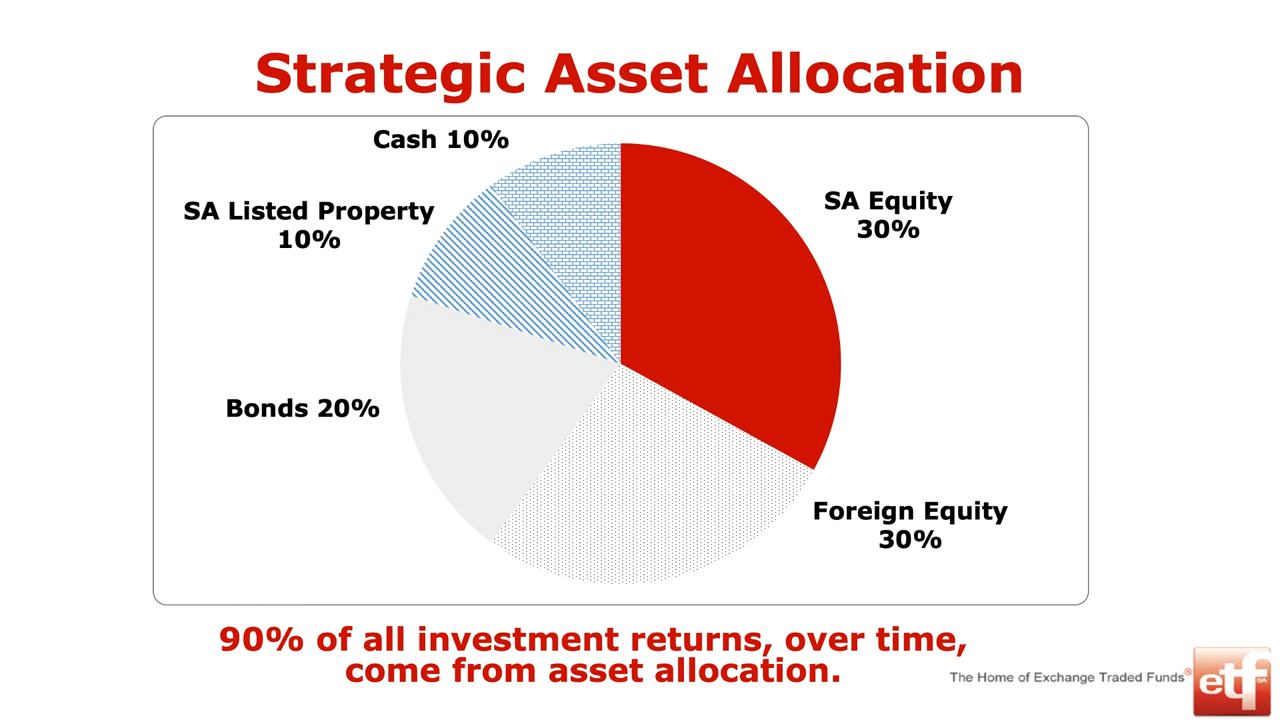 Strategic Asset Allocation
Cash 10%
SA Equity
30%
SA Listed Property
10%
Bonds 20%
Foreign Equity
30%
90% of all investment returns, over time,
come from asset allocation.
The Home of Exchange Traded Funds®
etf
SA